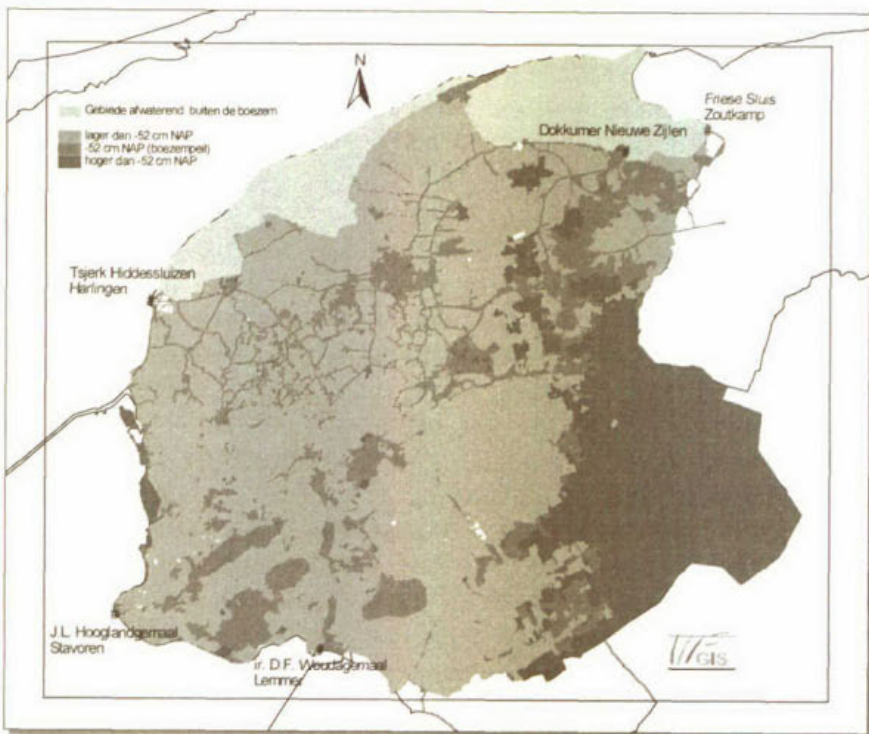 N
Gebiede afwaterend buiten de boezem
lager dan -52 cm NAP
-52 cm NAP (boezempeil)
hoger dan -52 cm NAP
Friese Sluis
Zoutkamp
Dokkumer Nieuwe Zijlen
Tsjerk Hiddessluizen
Harlingen
J.L. Hooglandgemaal
Stavoren
ir. D.F. Woudagemaal
Lemmer
GIS